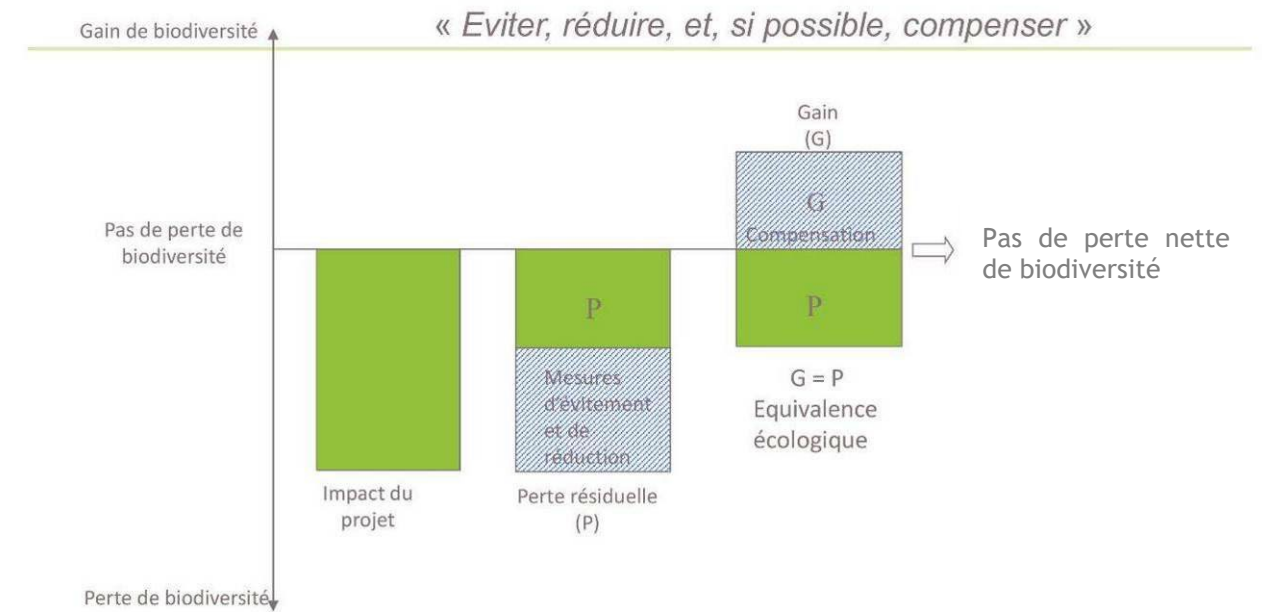 « Eviter, réduire, et, si possible, compenser »
Gain de biodiversité
Gain
(G)
G
Compensation
Pas de perte de
biodiversité
Pas de perte nette
de biodiversité
P
P
Mesures
d'évitement
et de
réduction
G = P
Equivalence
écologique
Impact du
projet
Perte résiduelle
(P)
Perte de biodiversité